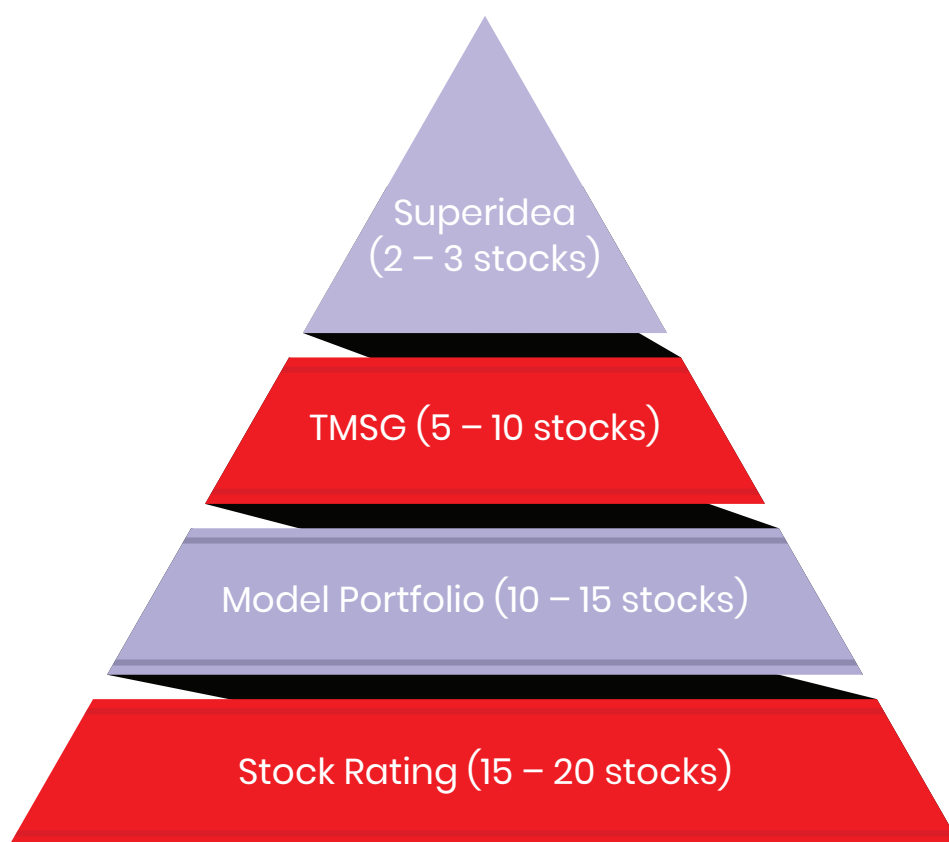 Superidea
(2 – 3 stocks)
TMSG (5 – 10 stocks)
Model Portfolio (10 – 15 stocks)
Stock Rating (15 – 20 stocks)